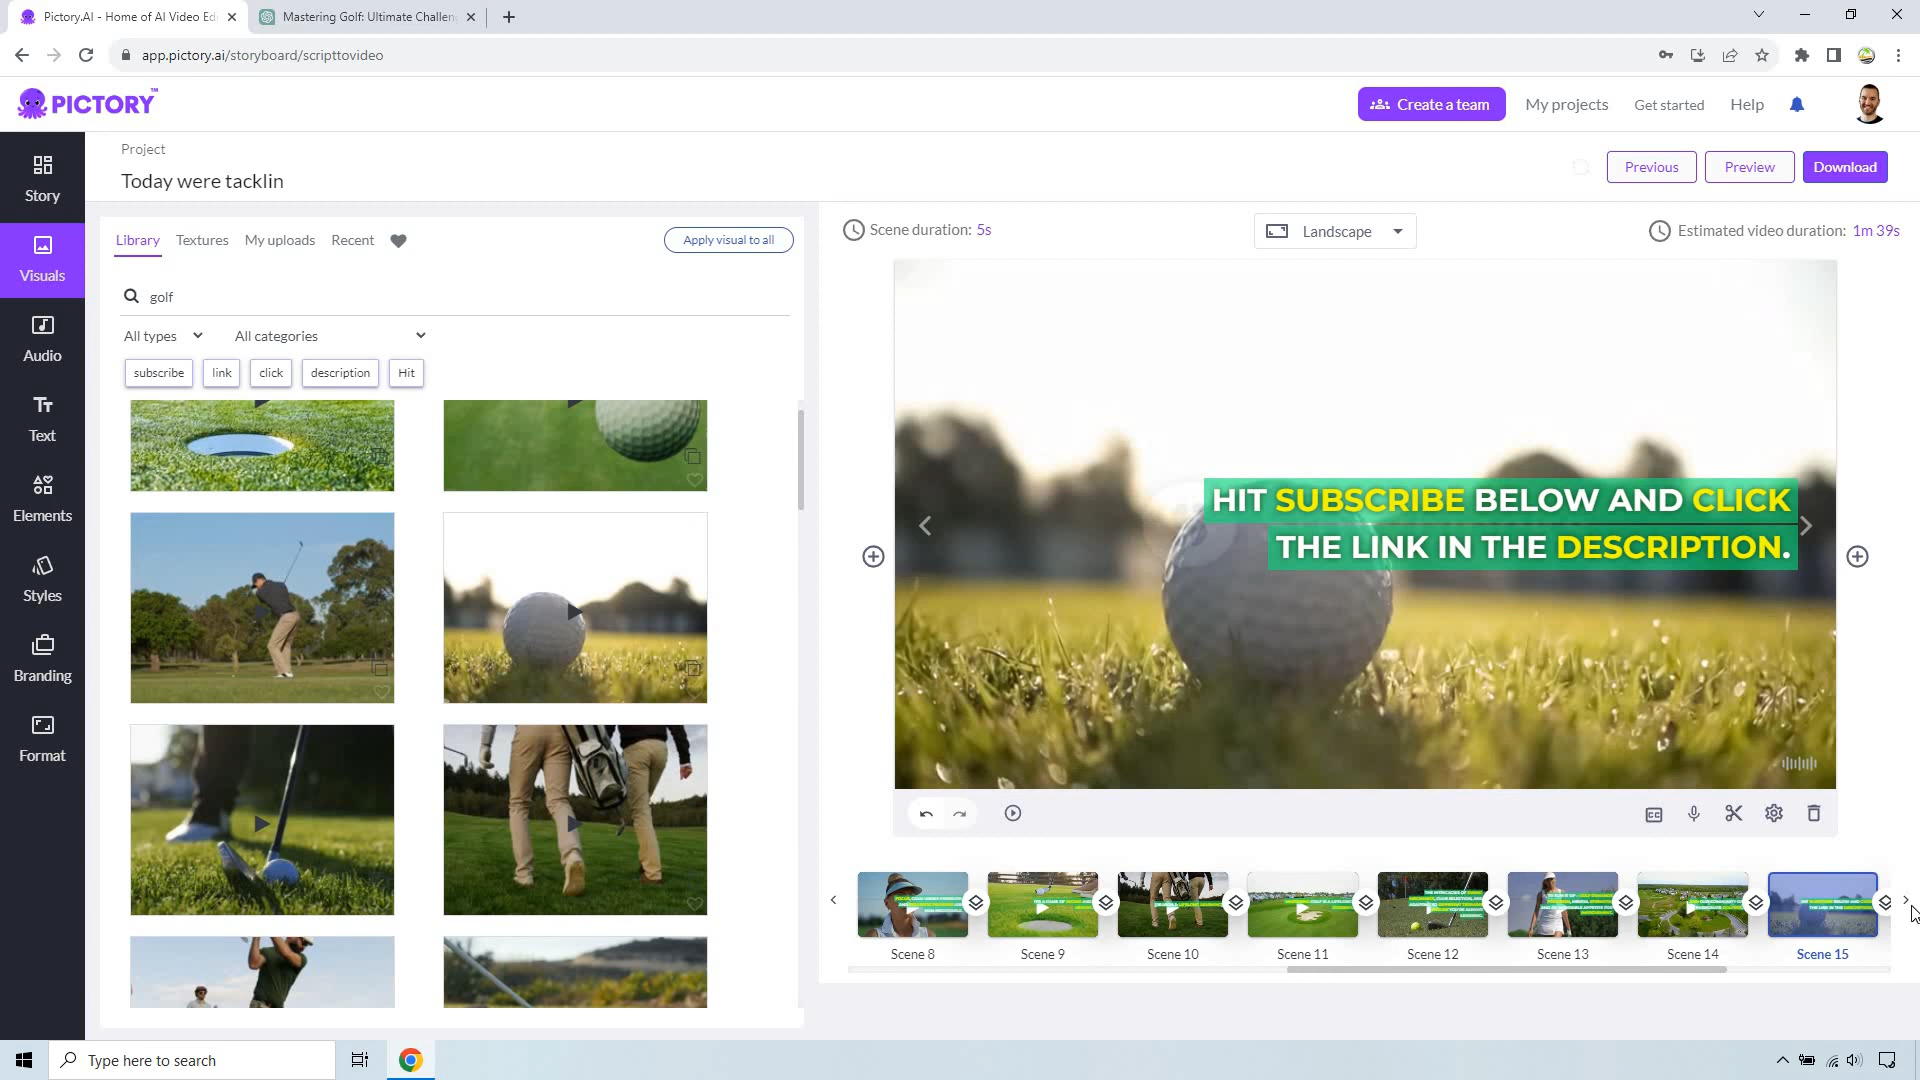 Pictory.AI - Home of AI Video Ed
Mastering Golf: Ultimate Challen
app.pictory.ai/storyboard/scripttovideo
PICTORY™
Create a team
My projects
Get started
Help
Project
Today were tacklin
Previous
Preview
Download
Story
Visuals
Audio
Text
Elements
Styles
Branding
Format
Library
Textures
My uploads
Recent
Apply visual to all
golf
All types
All categories
subscribe
link
click
description
Hit
Scene duration: 5s
Landscape
Estimated video duration: 1m 39s
HIT SUBSCRIBE BELOW AND CLICK
THE LINK IN THE DESCRIPTION.
CC
Scene 8
Scene 9
Scene 10
Scene 11
Scene 12
Scene 13
Scene 14
Scene 15
Type here to search